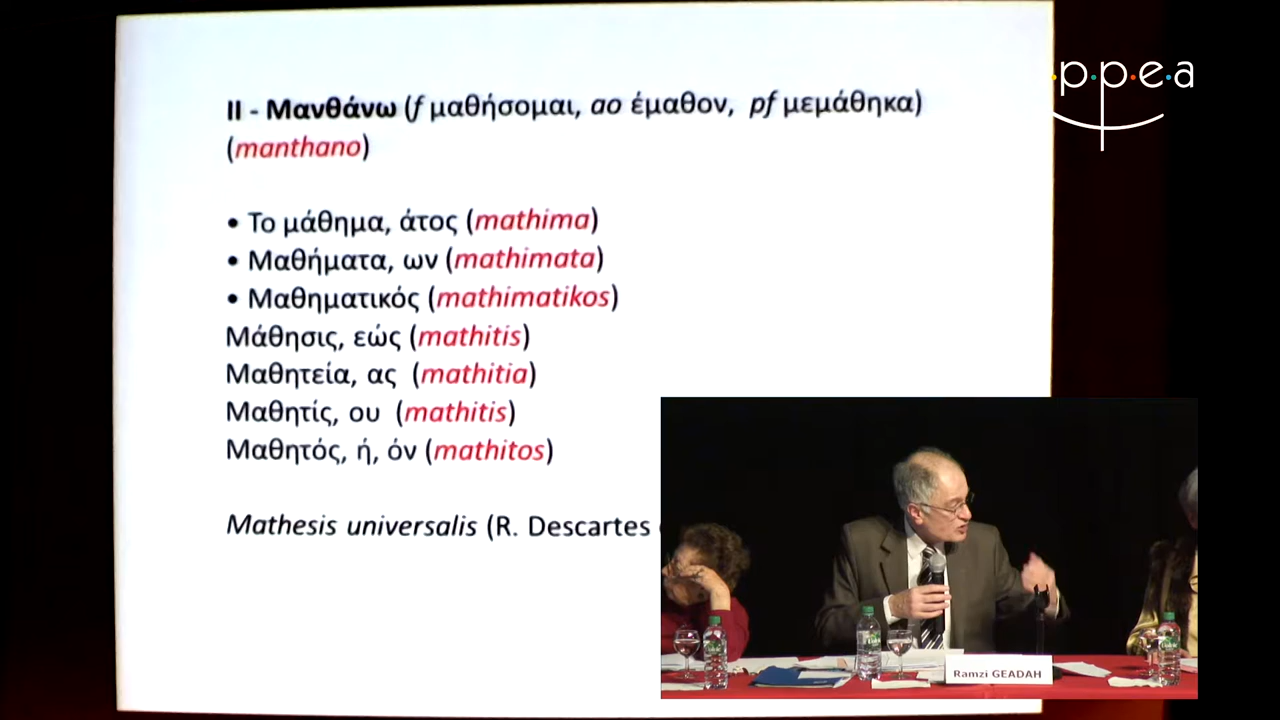 II - Μανθάνω (f μαθήσομαι, ao έμαθον, pf μεμάθηκα)
(manthano)
• Το μάθημα, άτος (mathima)
• Μαθήματα, ων (mathimata)
• Μαθηματικός (mathimatikos)
Μάθησις, εώς (mathitis)
Μαθητεία, ας (mathitia)
Μαθητίς, ου (mathitis)
Μαθητός, ή, όν (mathitos)
Mathesis universalis (R. Descartes
ppea
Ramzi GEADAH